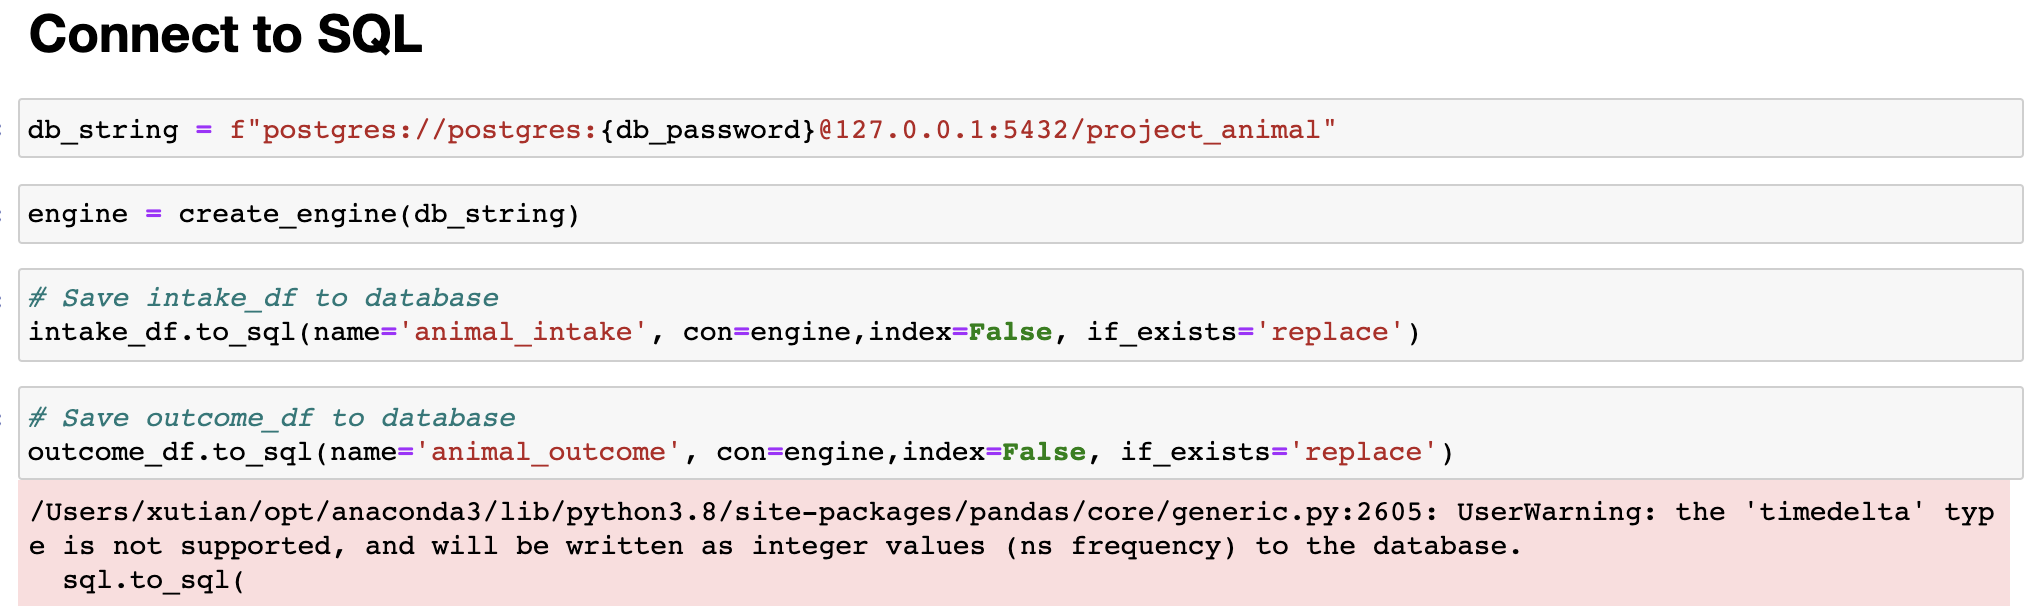 Connect to SQL
db_string = f"postgres://postgres:{db_password}@127.0.0.1:5432/project_animal"
engine = create_engine(db_string)
# Save intake_df to database
intake_df.to_sql(name='animal_intake', con=engine,index=False, if_exists='replace')
# Save outcome_df to database
outcome_df.to_sql(name='animal_outcome', con=engine,index=False, if_exists='replace')
/Users/xutian/opt/anaconda3/lib/python3.8/site-packages/pandas/core/generic.py:2605: UserWarning: the 'timedelta' typ
e is not supported, and will be written as integer values (ns frequency) to the database.
  sql.to_sql(